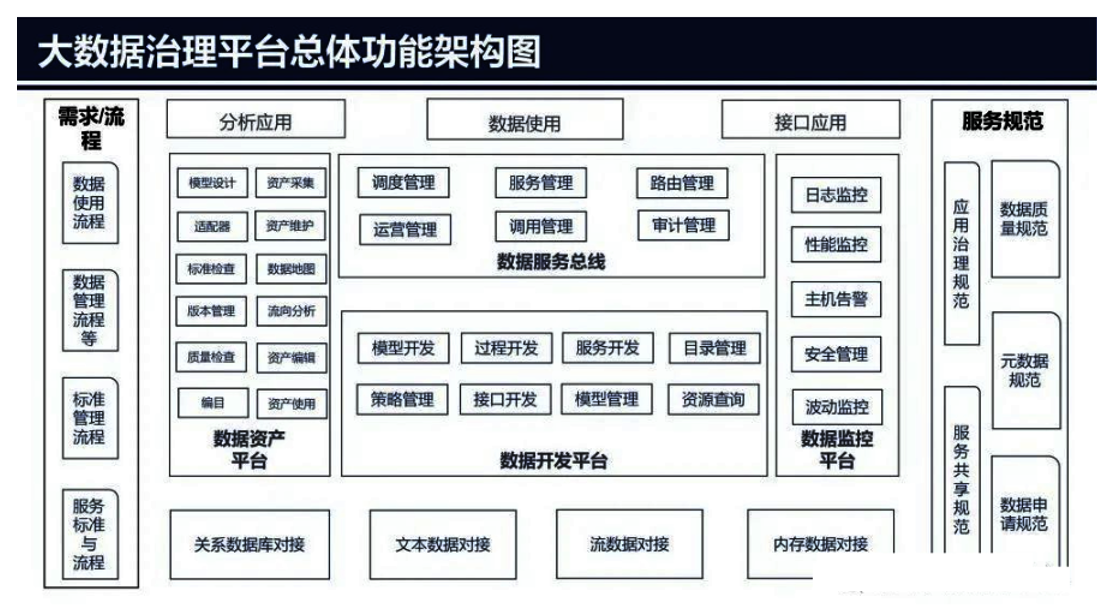 大数据治理平台总体功能架构图
需求/流
程
数据
使用
流程
数据
管理
流程
等
标准
管理
流程
服务
标准
与
流程
分析应用
数据使用
接口应用
模型设计
资产采集
适配器
资产维护
标准检查
数据地图
版本管理
流向分析
质量检查
资产编辑
编目
资产使用
数据资产
平台
调度管理
服务管理
路由管理
运营管理
调用管理
审计管理
数据服务总线
模型开发
过程开发
服务开发
目录管理
策略管理
接口开发
模型管理
资源查询
数据开发平台
日志监控
性能监控
主机告警
安全管理
波动监控
数据监控
平台
关系数据库对接
文本数据对接
流数据对接
内存数据对接
服务规范
应用治理规范
服务共享规范
数据质
量规范
元数据
规范
数据申
请规范